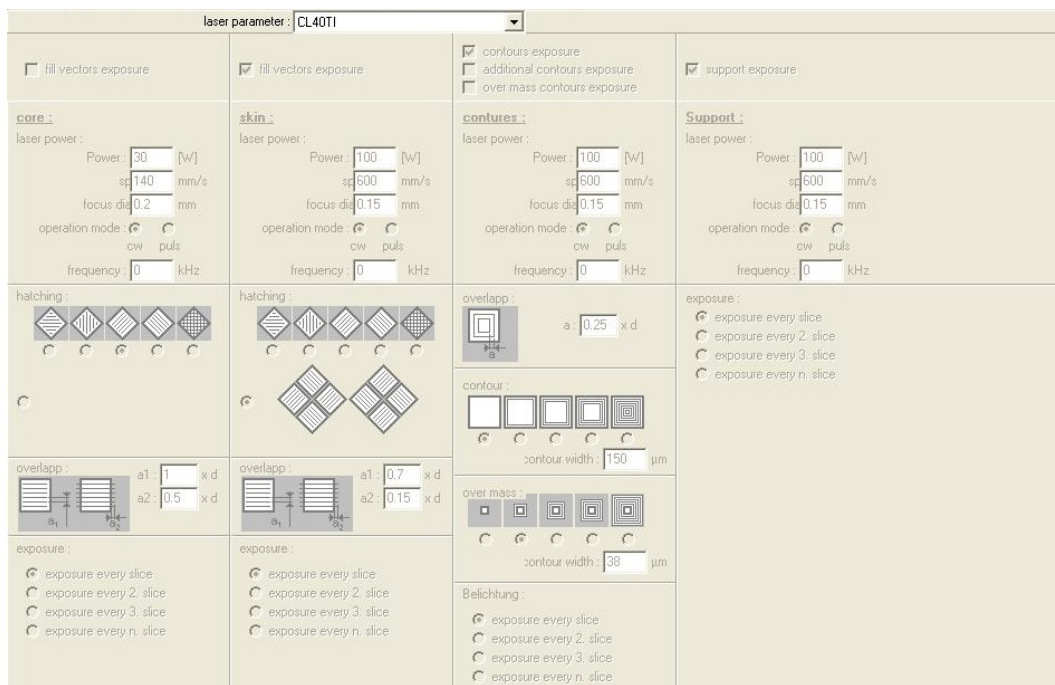 laser parameter : CL40TI
fill vectors exposure
fill vectors exposure
contours exposure
additional contours exposure
over mass contours exposure
support exposure
core :
laser power :
Power : 30 [W]
sp 140 mm/s
focus dia 0.2 mm
operation mode :
cw puls
frequency : 0 kHz
hatching :
overlapp :
a1 : 1 x d
a2 : 0.5 x d
a1 a2
exposure :
exposure every slice
exposure every 2. slice
exposure every 3. slice
exposure every n. slice
skin :
laser power :
Power : 100 [W]
sp 600 mm/s
focus dia 0.15 mm
operation mode :
cw puls
frequency : 0 kHz
hatching :
overlapp :
a1 : 0.7 x d
a2 : 0.15 x d
a1 a2
exposure :
exposure every slice
exposure every 2. slice
exposure every 3. slice
exposure every n. slice
contures :
laser power :
Power : 100 [W]
sp 600 mm/s
focus dia 0.15 mm
operation mode :
cw puls
frequency : 0 kHz
overlapp :
a : 0.25 x d
a
contour :
contour width : 150 µm
over mass :
contour width : 38 µm
Belichtung :
exposure every slice
exposure every 2. slice
exposure every 3. slice
exposure every n. slice
Support :
laser power :
Power : 100 [W]
sp 600 mm/s
focus dia 0.15 mm
operation mode :
cw puls
frequency : 0 kHz
exposure :
exposure every slice
exposure every 2. slice
exposure every 3. slice
exposure every n. slice